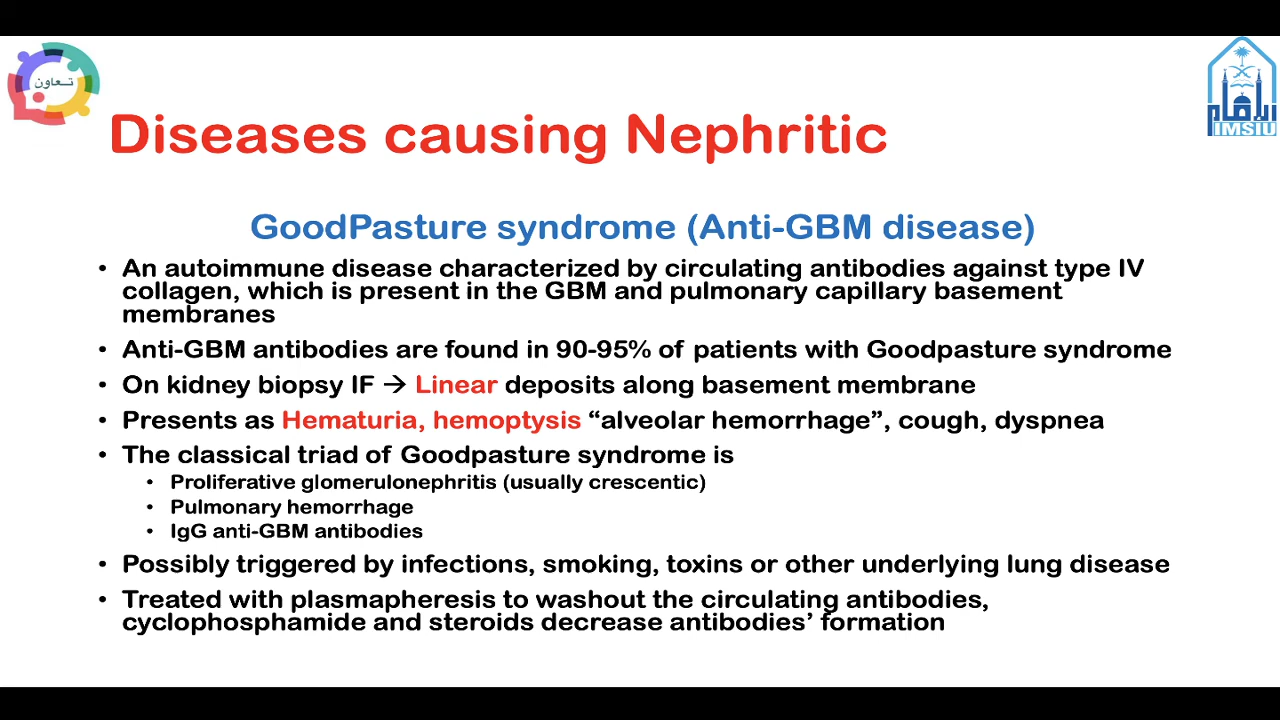 تـعاون
الإمام
IMSIU
Diseases causing Nephritic
GoodPasture syndrome (Anti-GBM disease)
• An autoimmune disease characterized by circulating antibodies against type IV
collagen, which is present in the GBM and pulmonary capillary basement
membranes
• Anti-GBM antibodies are found in 90-95% of patients with Goodpasture syndrome
• On kidney biopsy IF → Linear deposits along basement membrane
• Presents as Hematuria, hemoptysis “alveolar hemorrhage”, cough, dyspnea
• The classical triad of Goodpasture syndrome is
• Proliferative glomerulonephritis (usually crescentic)
• Pulmonary hemorrhage
• IgG anti-GBM antibodies
• Possibly triggered by infections, smoking, toxins or other underlying lung disease
• Treated with plasmapheresis to washout the circulating antibodies,
cyclophosphamide and steroids decrease antibodies’ formation